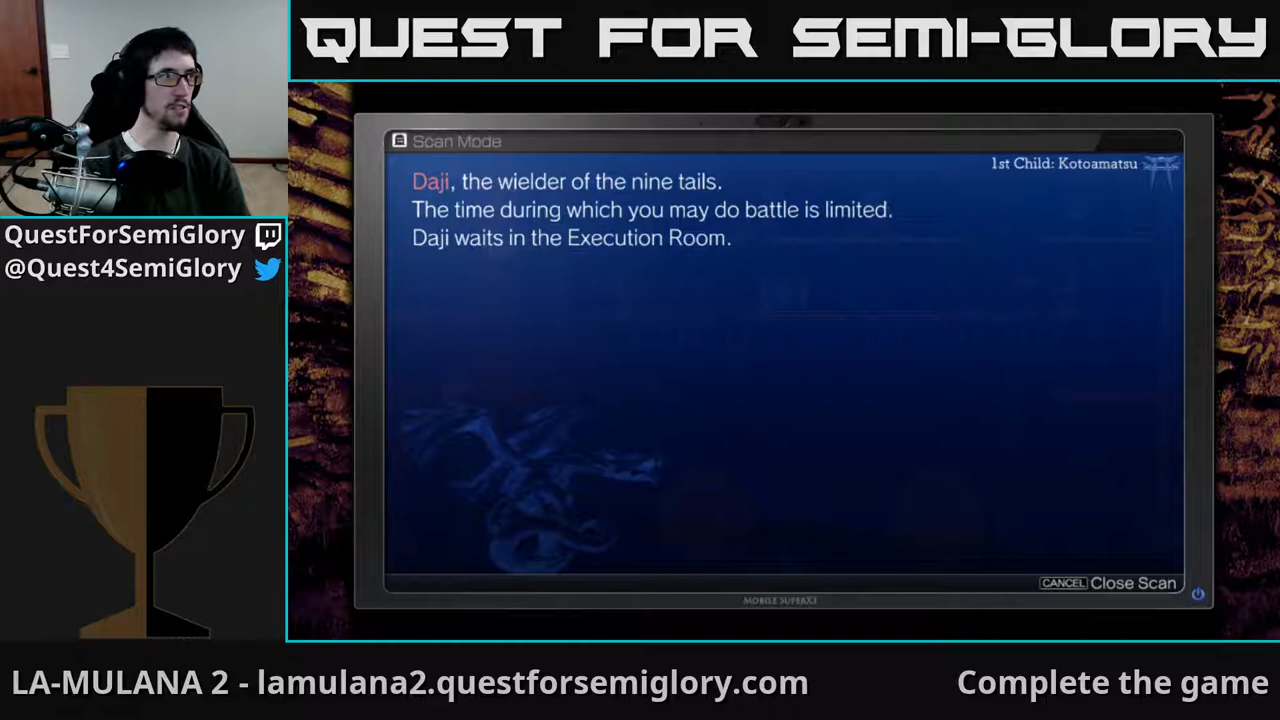 QUEST FOR SEMI-GLORY
Scan Mode
1st Child: Kotoamatsu
Daji, the wielder of the nine tails.
The time during which you may do battle is limited.
Daji waits in the Execution Room.
CANCEL Close Scan
MOBILE SUPERX3
QuestForSemiGlory
@Quest4SemiGlory
LA-MULANA 2 - lamulana2.questforsemiglory.com
Complete the game